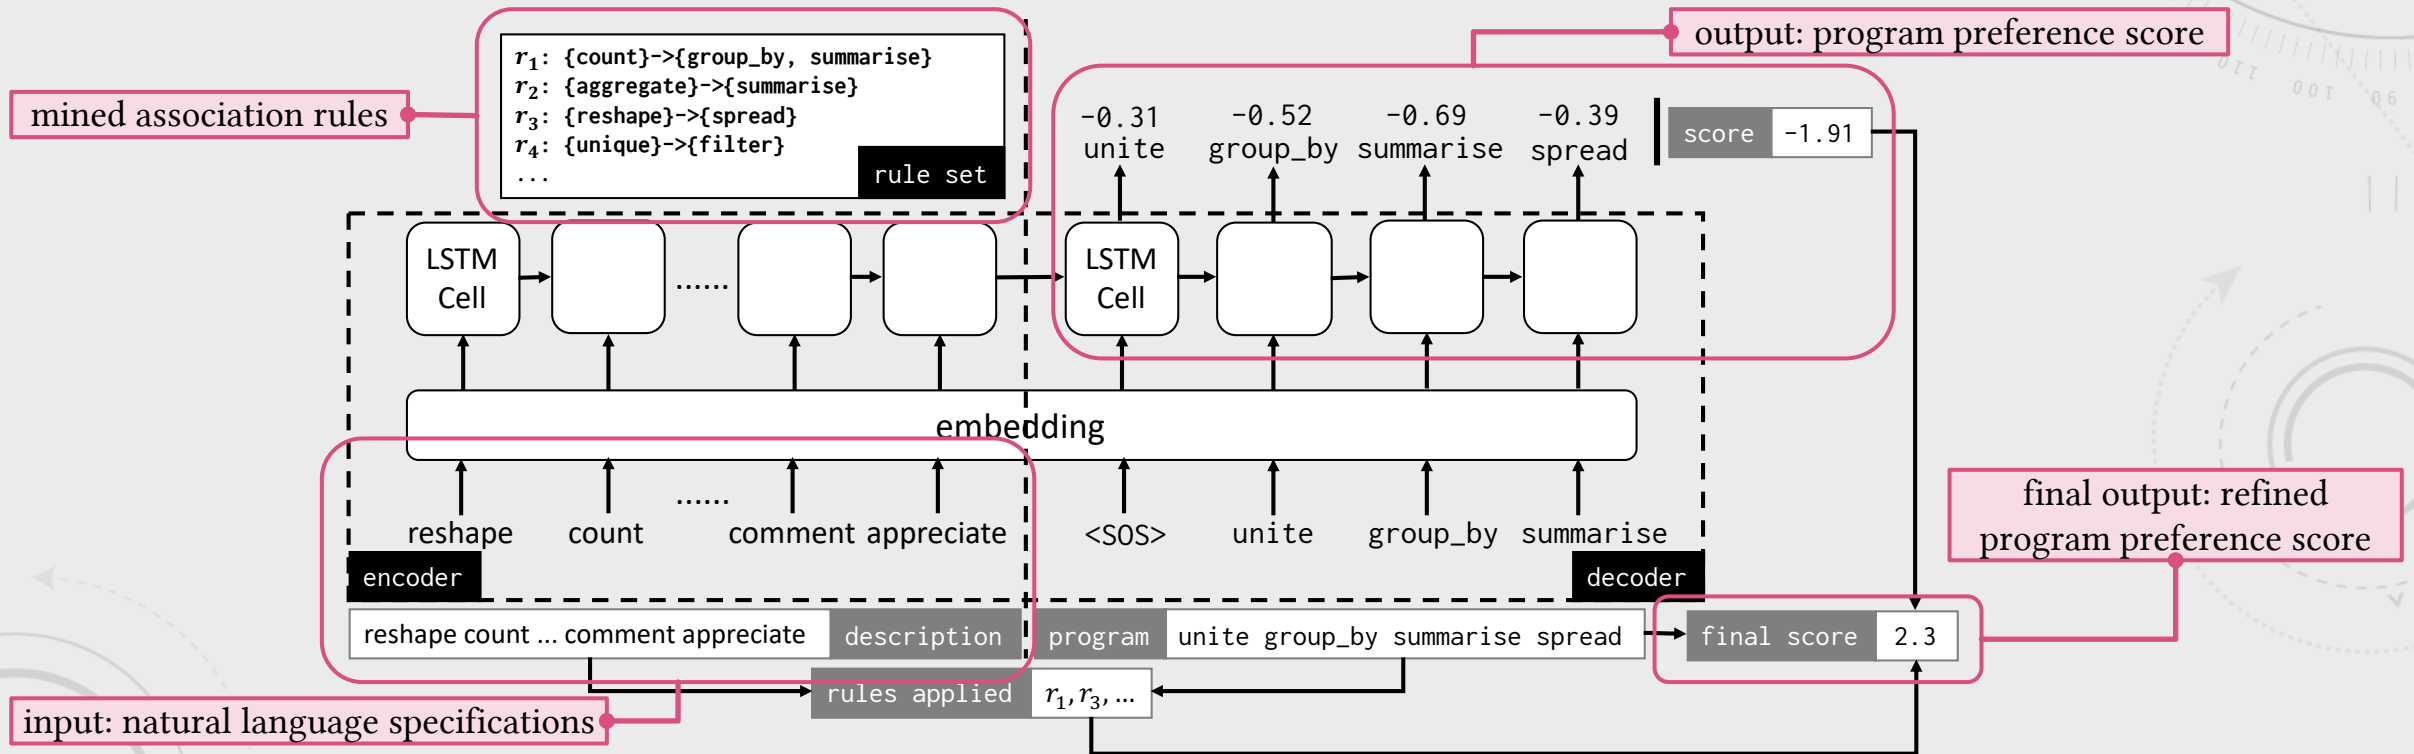 output: program preference score
r1: {count}->{group_by, summarise}
r2: {aggregate}->{summarise}
r3: {reshape}->{spread}
r4: {unique}->{filter}
...
rule set
mined association rules
-0.31 -0.52 -0.69 -0.39
unite group_by summarise spread
score -1.91
LSTM
Cell
......
LSTM
Cell
embedding
......
reshape count comment appreciate <SOS> unite group_by summarise
encoder
decoder
final output: refined
program preference score
reshape count ... comment appreciate description
program unite group_by summarise spread
final score 2.3
rules applied r1, r3, ...
input: natural language specifications
110
100
90